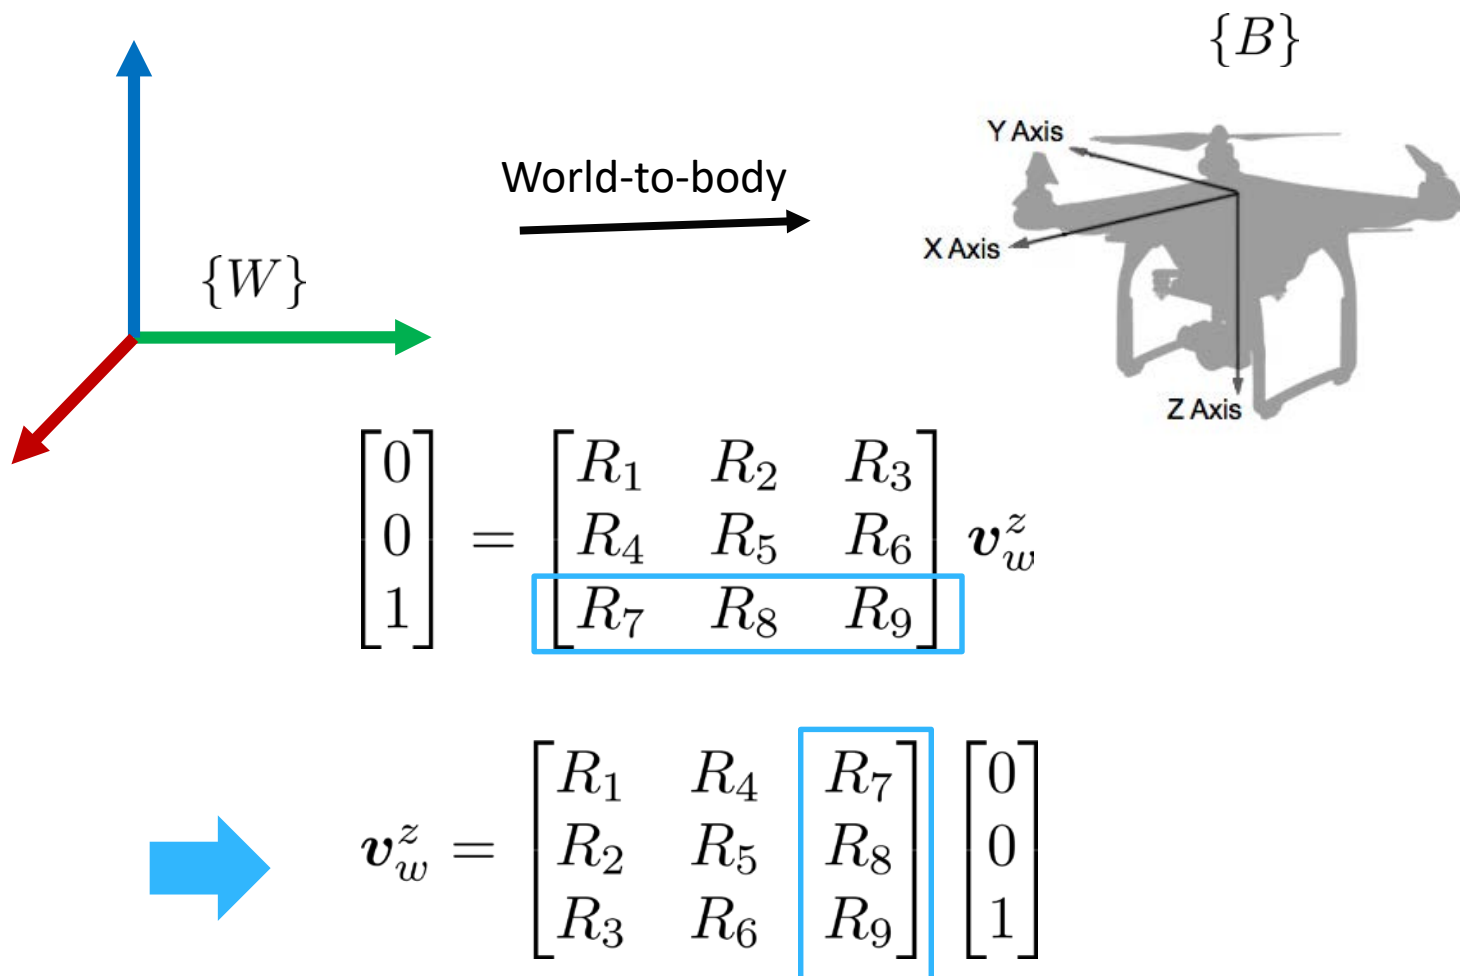 {B}
Y Axis
World-to-body
X Axis
{W}
Z Axis
[0 0 1] = [R₁ R₂ R₃
R₄ R₅ R₆
R₇ R₈ R₉] v_w^z
v_w^z = [R₁ R₄ R₇
R₂ R₅ R₈
R₃ R₆ R₉] [0 0 1]